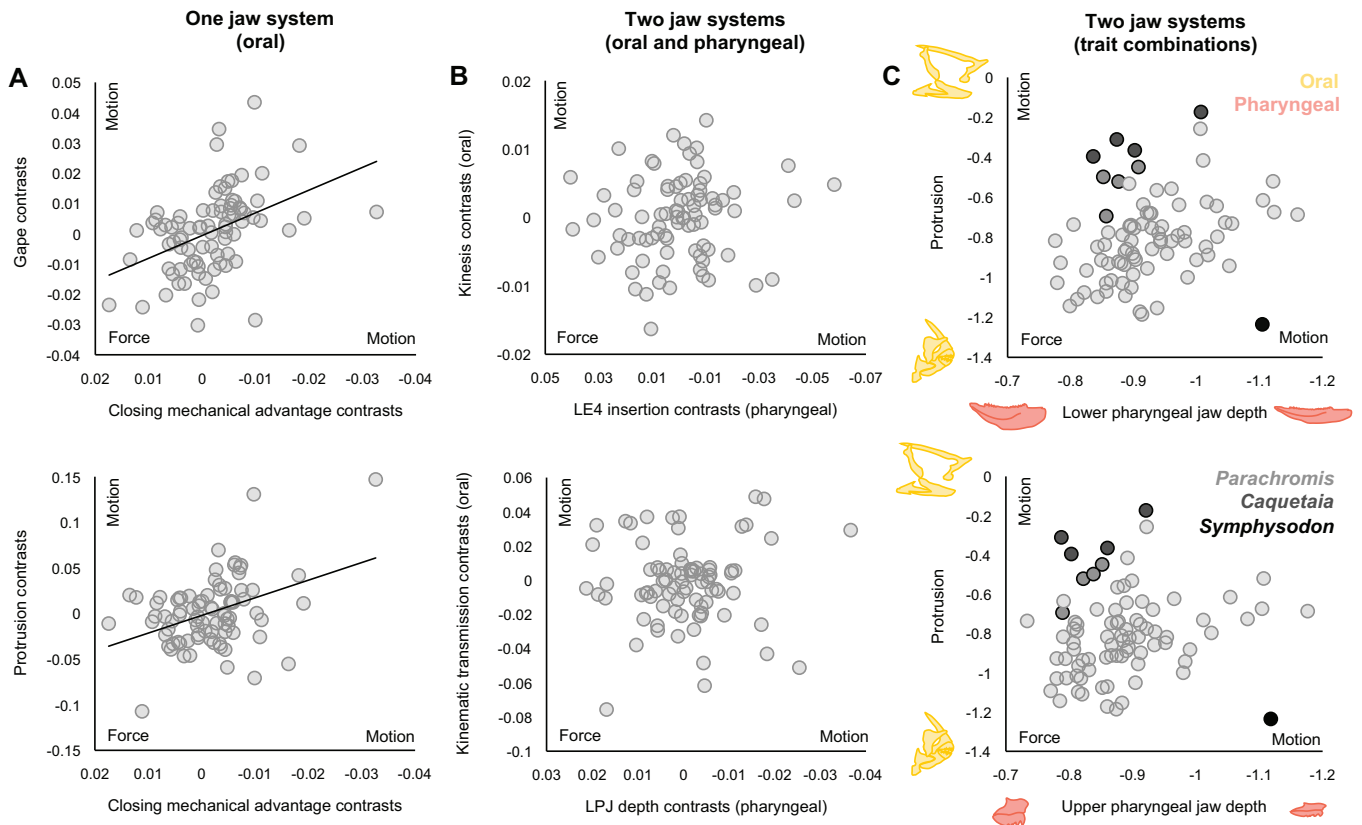 One jaw system
(oral)
Two jaw systems
(oral and pharyngeal)
Two jaw systems
(trait combinations)
A
Gape contrasts
0.05
0.04
0.03
0.02
0.01
0
-0.01
-0.02
-0.03
-0.04
Motion
Force
Motion
0.02
0.01
0
-0.01
-0.02
-0.03
-0.04
Closing mechanical advantage contrasts
B
Kinesis contrasts (oral)
0.02
0.01
0
-0.01
-0.02
0.05
0.03
0.01
-0.01
-0.03
-0.05
-0.07
LE4 insertion contrasts (pharyngeal)
C
Protrusion
0
-0.2
-0.4
-0.6
-0.8
-1
-1.2
-1.4
Motion
Oral
Pharyngeal
Force
Motion
-0.7
-0.8
-0.9
-1
-1.1
-1.2
Lower pharyngeal jaw depth
Protrusion contrasts
0.15
0.1
0.05
0
-0.05
-0.1
-0.15
Motion
Force
Motion
0.02
0.01
0
-0.01
-0.02
-0.03
-0.04
Closing mechanical advantage contrasts
Kinematic transmission contrasts (oral)
0.06
0.04
0.02
0
-0.02
-0.04
-0.06
-0.08
-0.1
Motion
Force
Motion
0.03
0.02
0.01
0
-0.01
-0.02
-0.03
-0.04
LPJ depth contrasts (pharyngeal)
Protrusion
0
-0.2
-0.4
-0.6
-0.8
-1
-1.2
-1.4
Motion
Parachromis
Caquetaia
Symphysodon
Force
Motion
-0.7
-0.8
-0.9
-1
-1.1
-1.2
Upper pharyngeal jaw depth